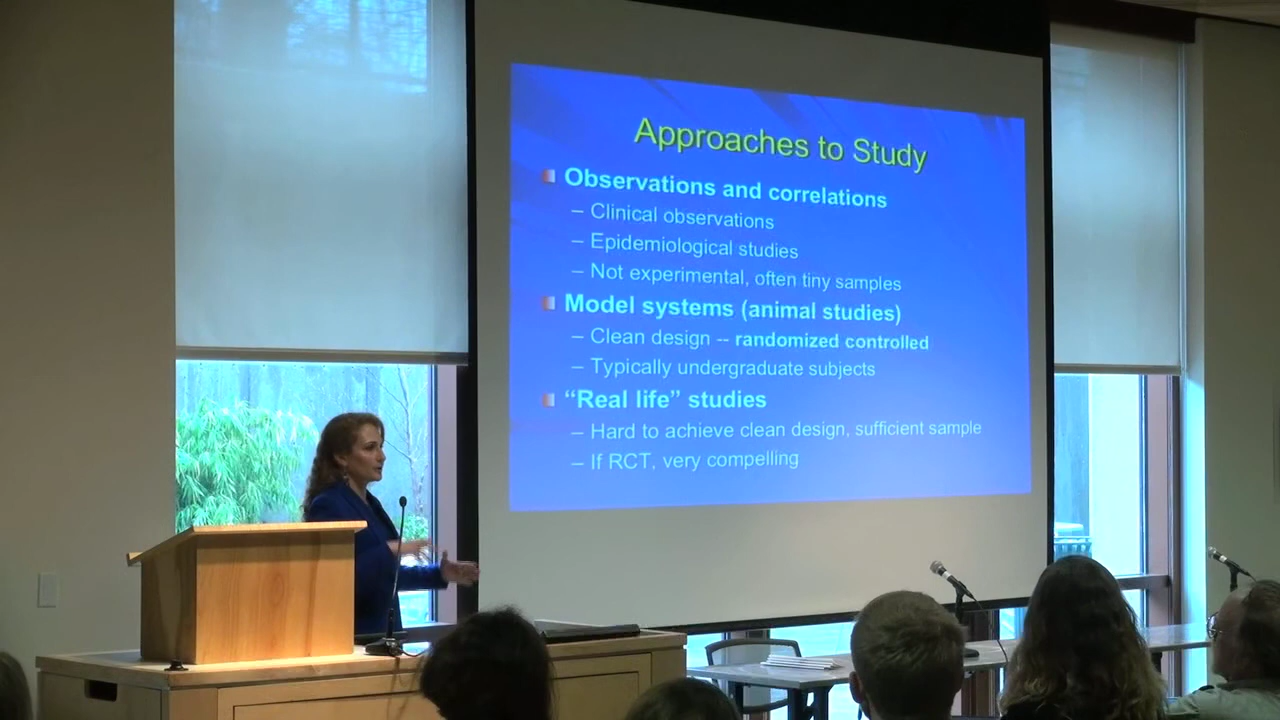 Approaches to Study
Observations and correlations
– Clinical observations
– Epidemiological studies
– Not experimental, often tiny samples
Model systems (animal studies)
– Clean design -- randomized controlled
– Typically undergraduate subjects
“Real life” studies
– Hard to achieve clean design, sufficient sample
– If RCT, very compelling